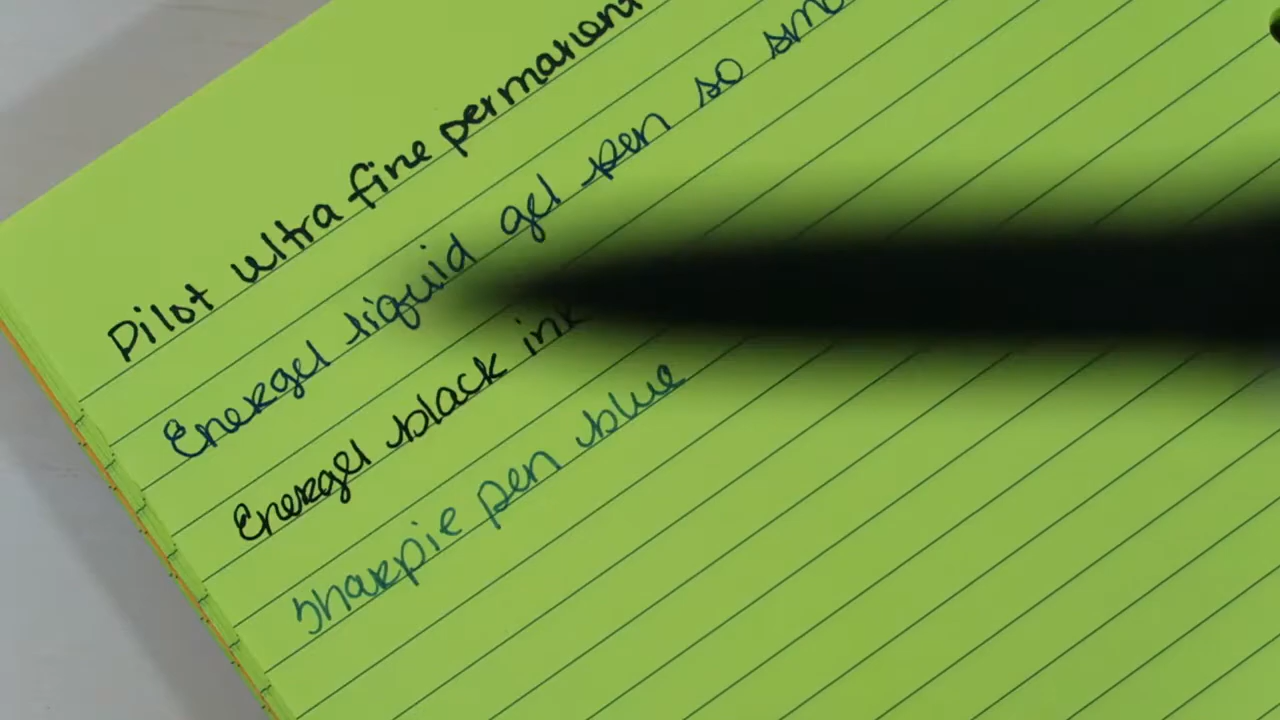 Pilot ultra fine permanent
Energel liquid gel pen so
Energel black ink
Sharpie pen blue